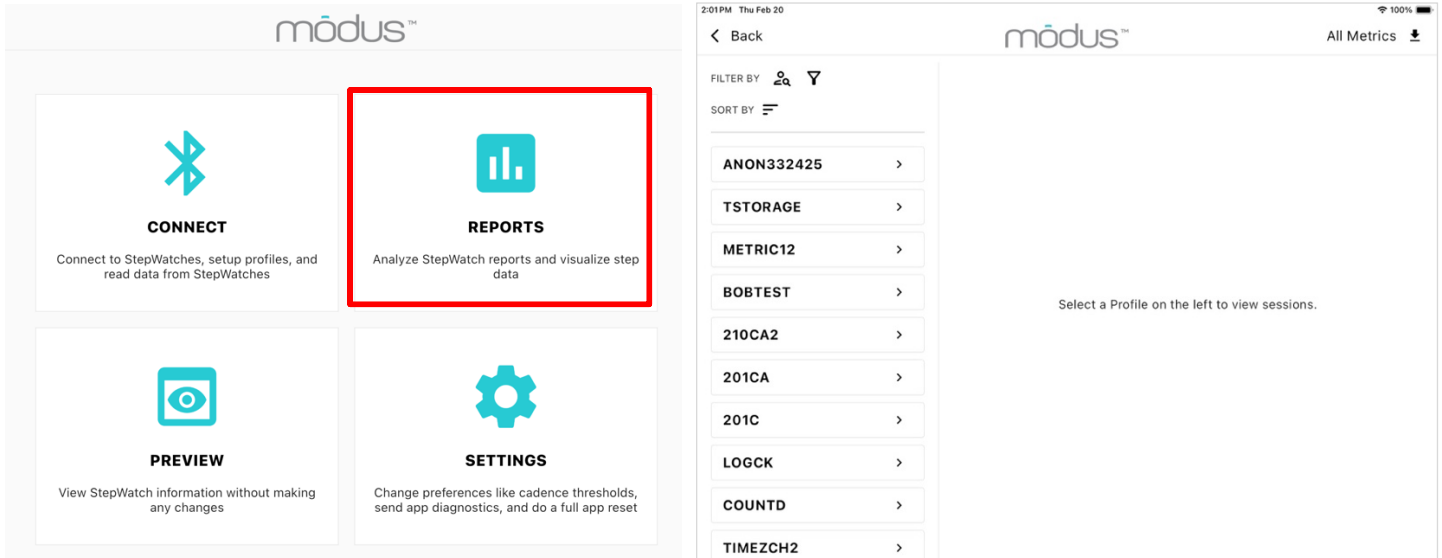 mōdus™
CONNECT
Connect to StepWatches, setup profiles, and
read data from StepWatches
REPORTS
Analyze StepWatch reports and visualize step
data
PREVIEW
View StepWatch information without making
any changes
SETTINGS
Change preferences like cadence thresholds,
send app diagnostics, and do a full app reset
2:01 PM Thu Feb 20
100%
Back
mōdus™
All Metrics
FILTER BY
SORT BY
ANON332425
TSTORAGE
METRIC12
BOBTEST
210CA2
201CA
201C
LOGCK
COUNTD
TIMEZCH2
Select a Profile on the left to view sessions.